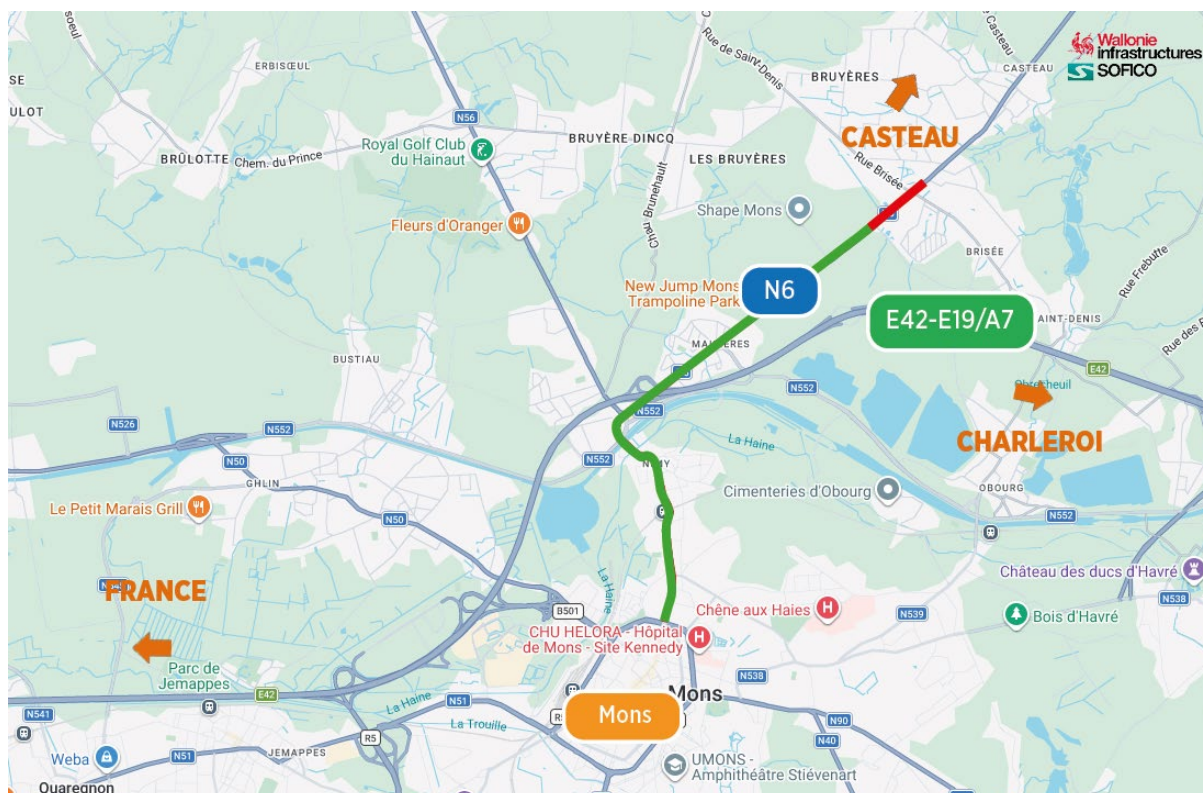 Wallonie
infrastructures
SOFICO
ERBISŒUL
N56
Royal Golf Club
du Hainaut
BRÛLOTTE
Chem. du Prince
BRUYÈRE DINCQ
LES BRUYÈRES
Rue de Saint-Denis
BRUYÈRES
CASTEAU
CASTEAU
Rue Brisée
Shape Mons
Fleurs d'Oranger
Chau Brunehault
BRISÉE
Rue Frebutte
New Jump Mons
Trampoline Park
N6
E42-E19/A7
AINT-DENIS
E42
BUSTIAU
N552
N552
La Haine
CHARLEROI
N526
N552
N50
GHLIN
N552
Cimenteries d'Obourg
OBOURG
N552
Le Petit Marais Grill
N50
FRANCE
La Haine
Château des ducs d'Havré
N538
Chêne aux Haies
N539
Bois d'Havré
B501
CHU HELORA - Hôpital
de Mons - Site Kennedy
Parc de
Jemappes
E42
La Haine
N538
Mons
Mons
N51
La Trouille
N541
R5
N90
N40
Weba
N51
JEMAPPES
UMONS -
Amphithéâtre Stiévenart
Quaregnon